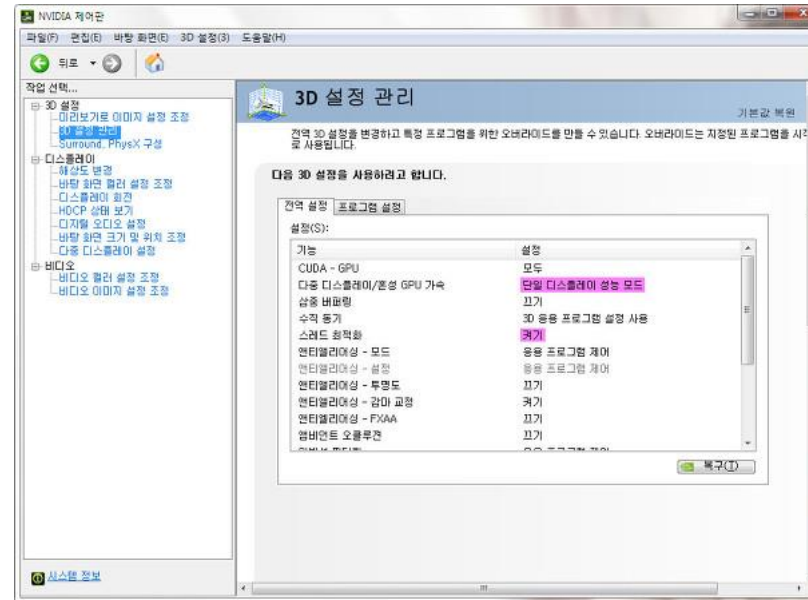 NVIDIA 제어판
파일(F) 편집(E) 바탕 화면(E) 3D 설정(3) 도움말(H)
뒤로
작업 선택...
3D 설정
미리보기로 이미지 설정 조정
3D 설정 관리
Surround, PhysX 구성
디스플레이
해상도 변경
바탕 화면 컬러 설정 조정
디스플레이 회전
HDCP 상태 보기
디지털 오디오 설정
바탕 화면 크기 및 위치 조정
다중 디스플레이 설정
비디오
비디오 컬러 설정 조정
비디오 이미지 설정 조정
시스템 정보
3D 설정 관리
기본값 복원
전역 3D 설정을 변경하고 특정 프로그램을 위한 오버라이드를 만들 수 있습니다. 오버라이드는 지정된 프로그램을 시작
로 사용됩니다.
다음 3D 설정을 사용하려고 합니다.
전역 설정 프로그램 설정
설정(S):
기능 설정
CUDA - GPU 모두
다중 디스플레이/혼성 GPU 가속 단일 디스플레이 성능 모드
삼중 버퍼링 끄기
수직 동기 3D 응용 프로그램 설정 사용
스레드 최적화 켜기
앤티앨리어싱 - 모드 응용 프로그램 제어
앤티앨리어싱 - 설정 응용 프로그램 제어
앤티앨리어싱 - 투명도 끄기
앤티앨리어싱 - 감마 교정 켜기
앤티앨리어싱 - FXAA 끄기
앰비언트 오클루전 끄기
복구(T)